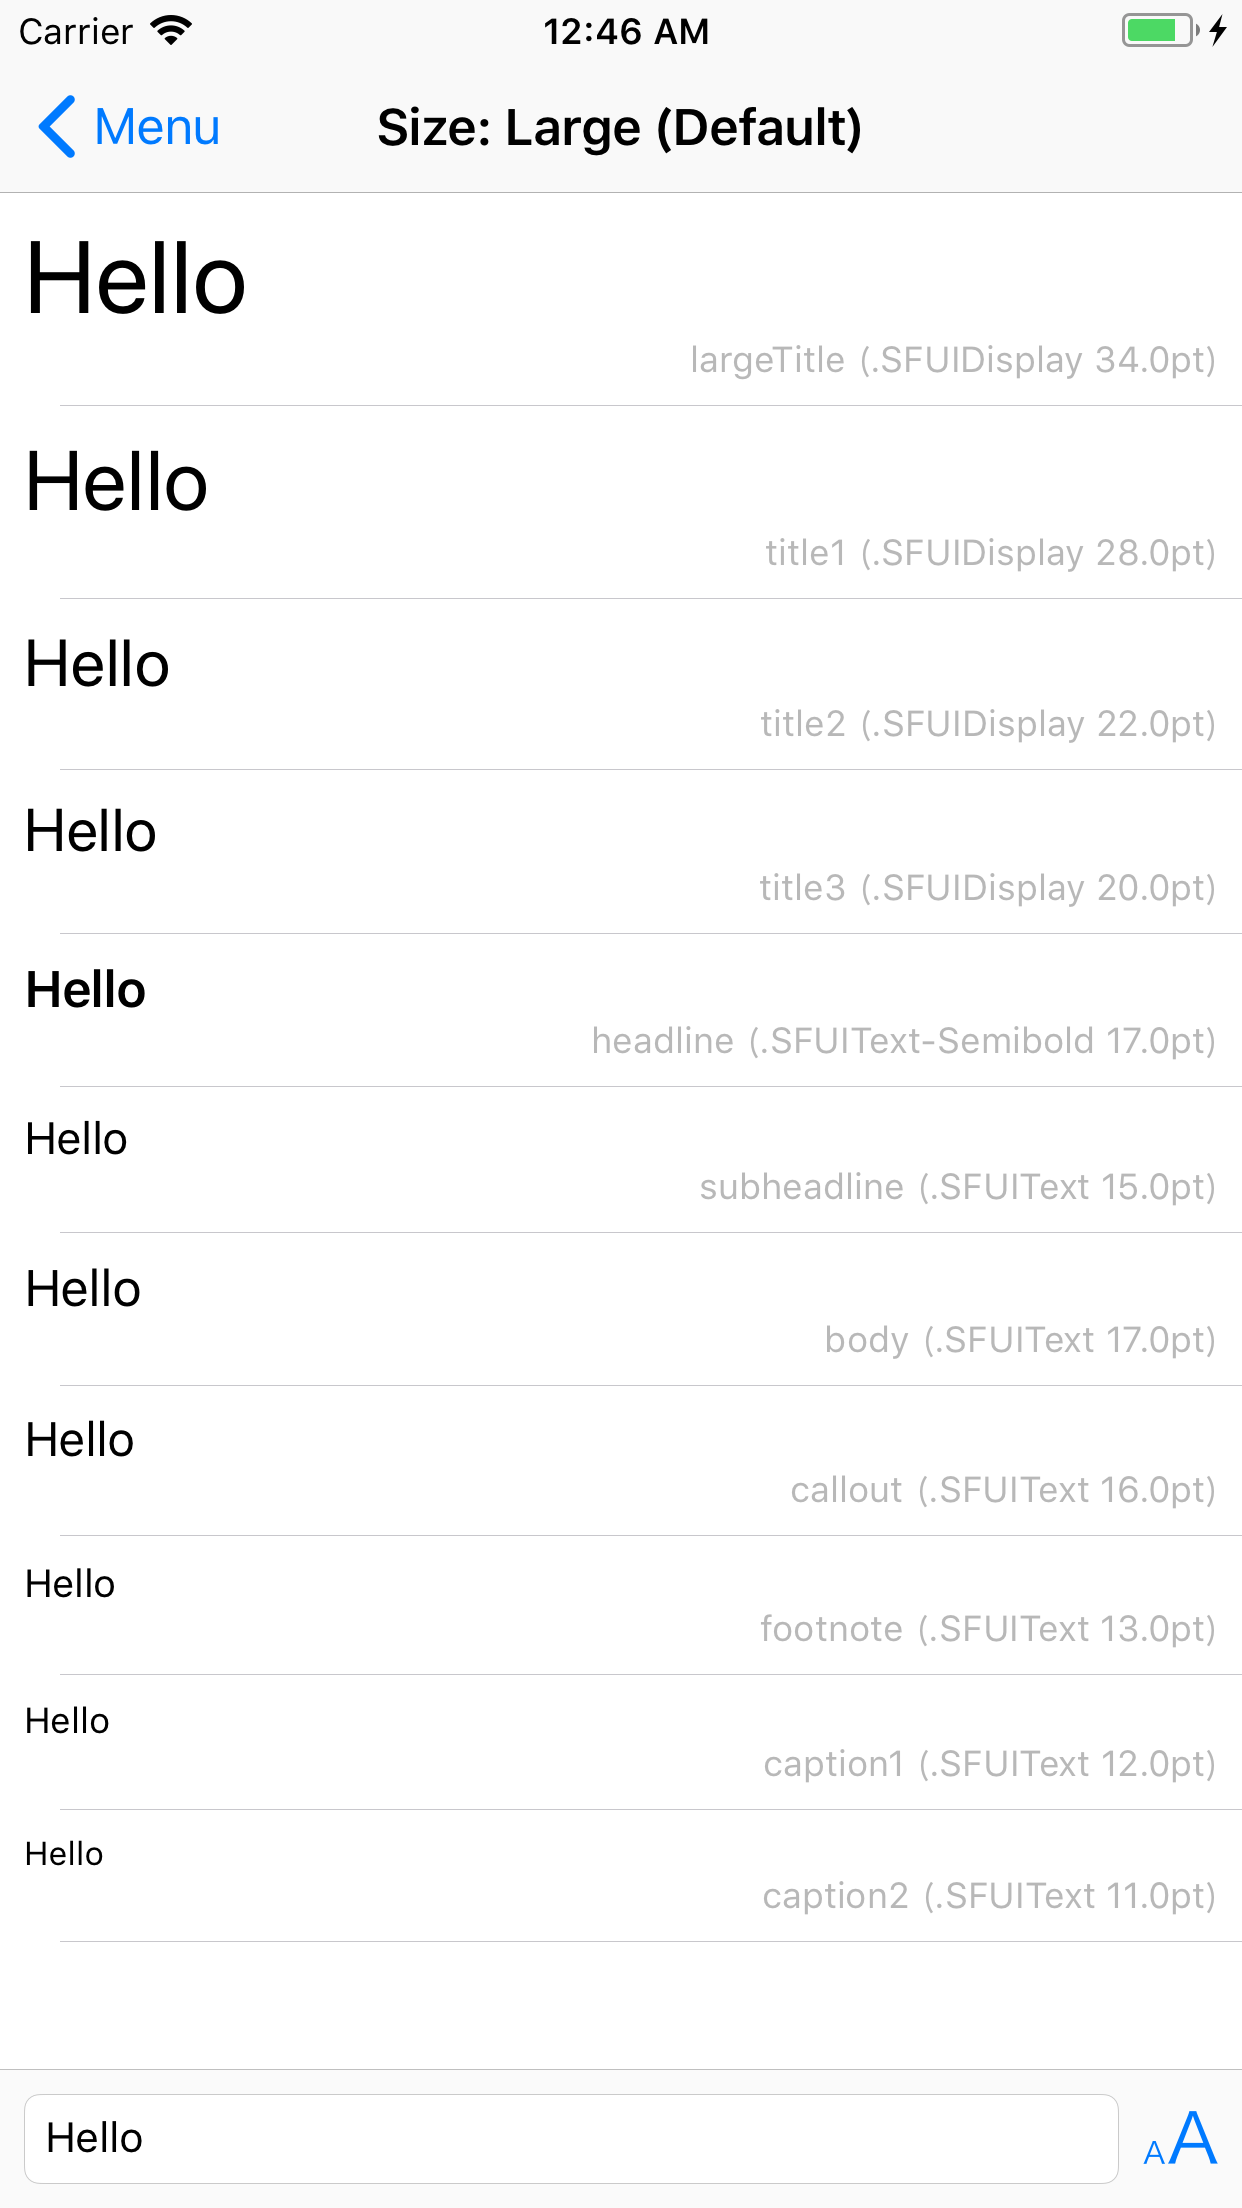 Carrier 12:46 AM
Menu Size: Large (Default)
Hello
largeTitle (.SFUIDisplay 34.0pt)
Hello
title1 (.SFUIDisplay 28.0pt)
Hello
title2 (.SFUIDisplay 22.0pt)
Hello
title3 (.SFUIDisplay 20.0pt)
Hello
headline (.SFUIText-Semibold 17.0pt)
Hello
subheadline (.SFUIText 15.0pt)
Hello
body (.SFUIText 17.0pt)
Hello
callout (.SFUIText 16.0pt)
Hello
footnote (.SFUIText 13.0pt)
Hello
caption1 (.SFUIText 12.0pt)
Hello
caption2 (.SFUIText 11.0pt)
Hello AA